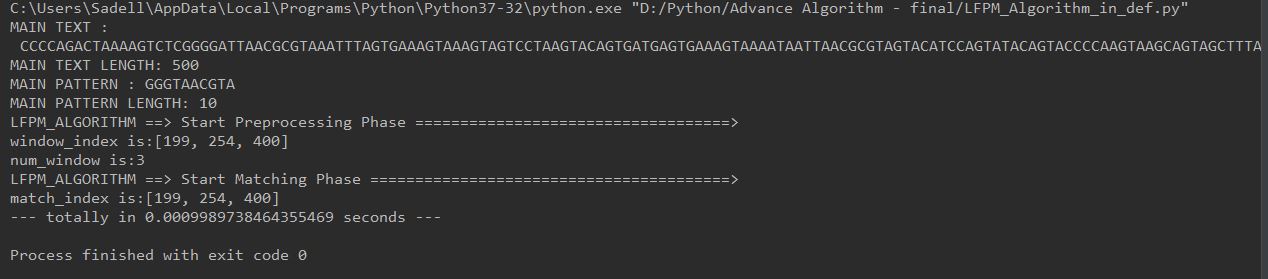 C:\Users\Sadell\AppData\Local\Programs\Python\Python37-32\python.exe "D:/Python/Advance Algorithm - final/LFPM_Algorithm_in_def.py"
MAIN TEXT :
CCCCAGACTAAAAGTCTCGGGGATTAACGCGTAAATTTAGTGAAAGTAAAGTAGTCCTAAGTACAGTGATGAGTGAAAGTAAAATAATTAACGCGTAGTACATCCAGTATACAGTACCCCAAGTAAGCAGTAGCTTTA
MAIN TEXT LENGTH: 500
MAIN PATTERN : GGGTAACGTA
MAIN PATTERN LENGTH: 10
LFPM_ALGORITHM ==> Start Preprocessing Phase ===================================>
window_index is:[199, 254, 400]
num_window is:3
LFPM_ALGORITHM ==> Start Matching Phase ========================================>
match_index is:[199, 254, 400]
--- totally in 0.0009989738464355469 seconds ---
Process finished with exit code 0